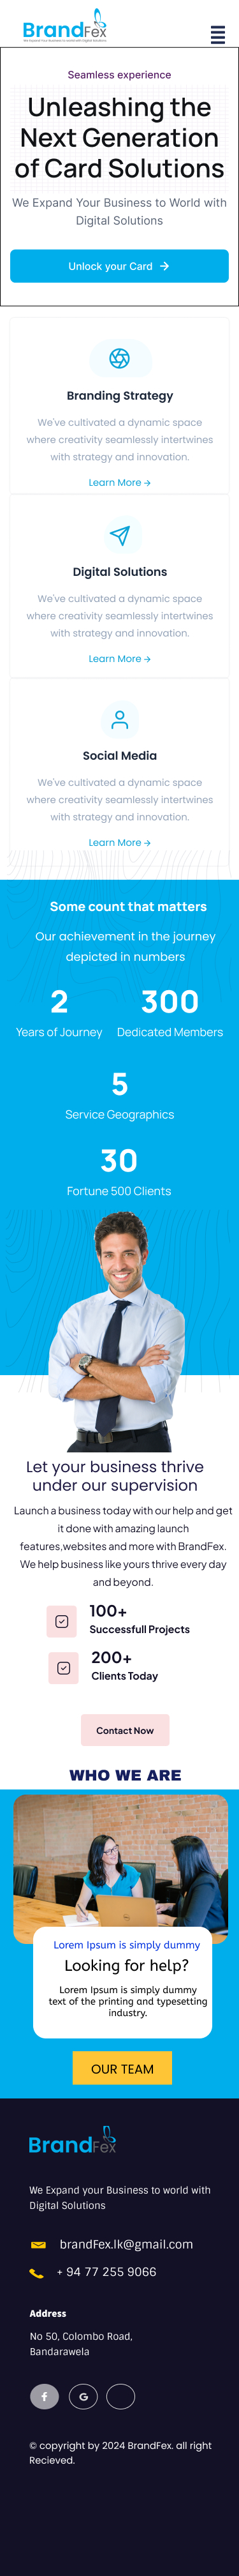 BrandFex
We Expand Your Business to world with Digital Solutions
Seamless experience
Unleashing the
Next Generation
of Card Solutions
We Expand Your Business to World with
Digital Solutions
Unlock your Card →
Branding Strategy
We've cultivated a dynamic space
where creativity seamlessly intertwines
with strategy and innovation.
Learn More →
Digital Solutions
We've cultivated a dynamic space
where creativity seamlessly intertwines
with strategy and innovation.
Learn More →
Social Media
We've cultivated a dynamic space
where creativity seamlessly intertwines
with strategy and innovation.
Learn More →
Some count that matters
Our achievement in the journey
depicted in numbers
2 300
Years of Journey Dedicated Members
5
Service Geographics
30
Fortune 500 Clients
Let your business thrive
under our supervision
Launch a business today with our help and get
it done with amazing launch
features,websites and more with BrandFex.
We help business like yours thrive every day
and beyond.
100+
Successfull Projects
200+
Clients Today
Contact Now
WHO WE ARE
Lorem Ipsum is simply dummy
Looking for help?
Lorem Ipsum is simply dummy
text of the printing and typesetting
industry.
OUR TEAM
BrandFex
We Expand your Business to world with
Digital Solutions
brandFex.lk@gmail.com
+ 94 77 255 9066
Address
No 50, Colombo Road,
Bandarawela
f G
© copyright by 2024 BrandFex. all right
Recieved.